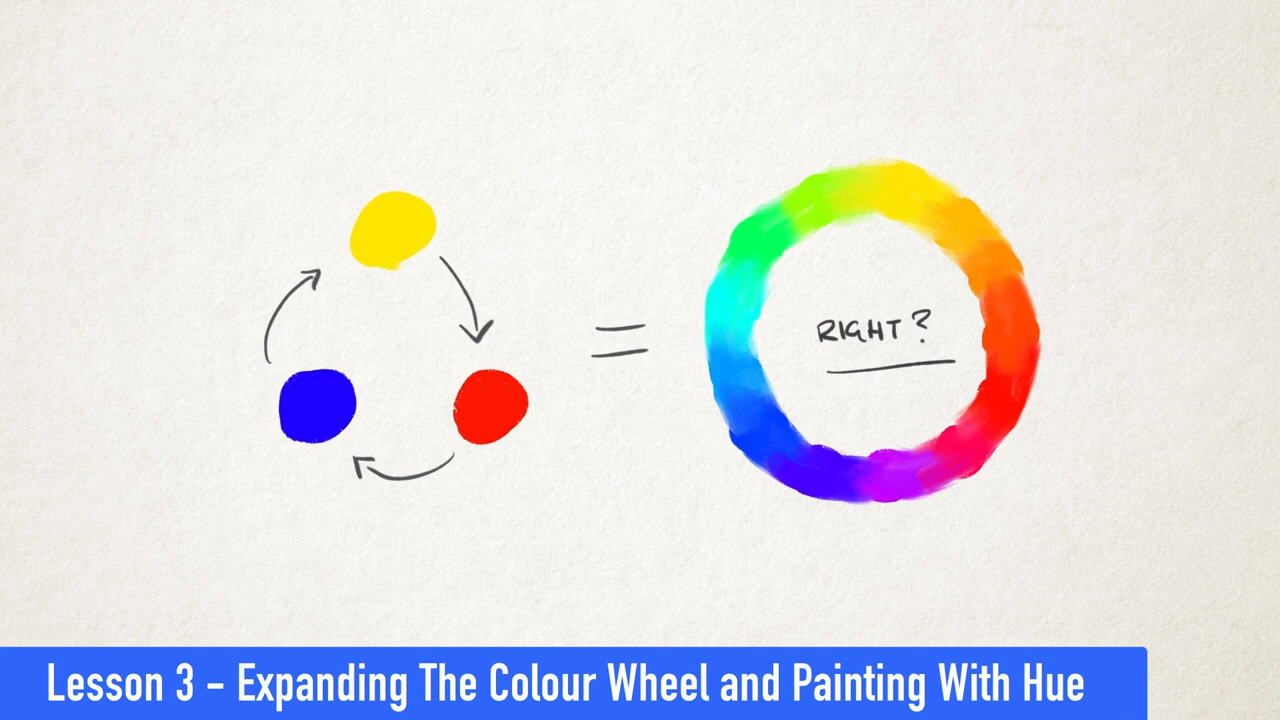 =
RIGHT?
Lesson 3 - Expanding The Colour Wheel and Painting With Hue